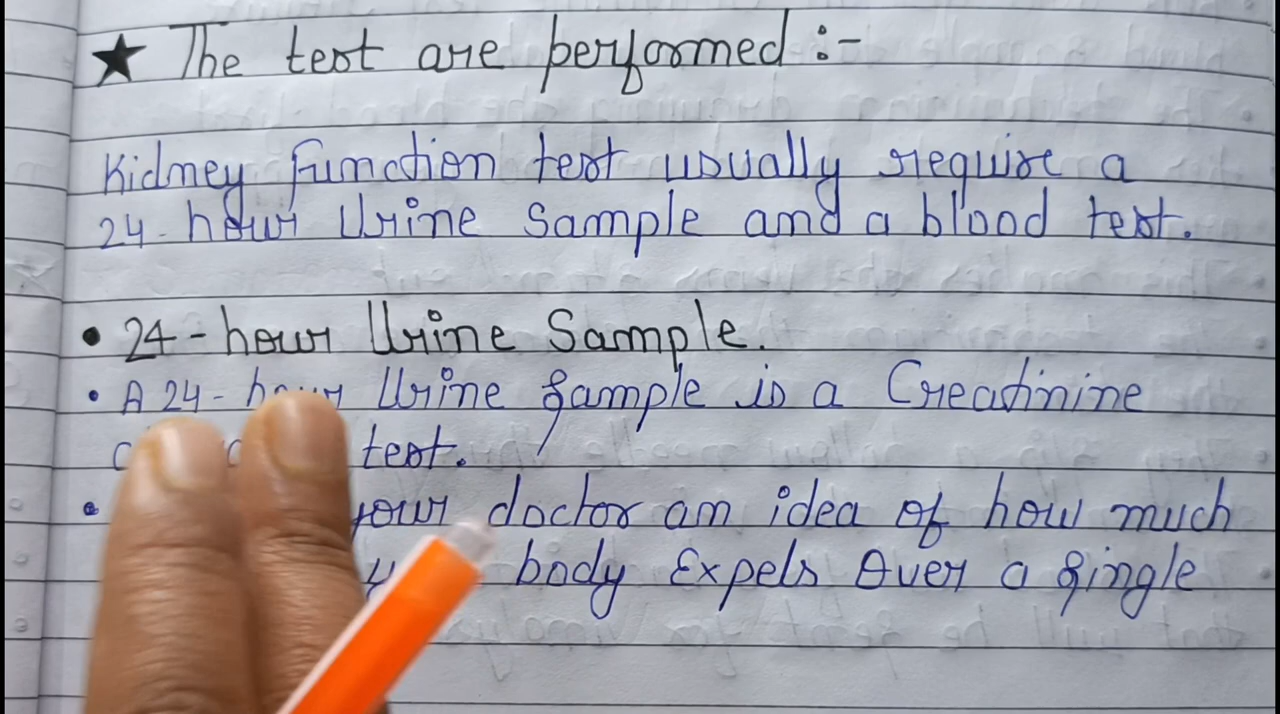 ★ The test are performed :-
Kidney Function test usually require a
24-hour Urine Sample and a blood test.
• 24-hour Urine Sample.
• A 24-hour Urine Sample is a Creatinine
test.
• your doctor an idea of how much
body Expels Over a Single